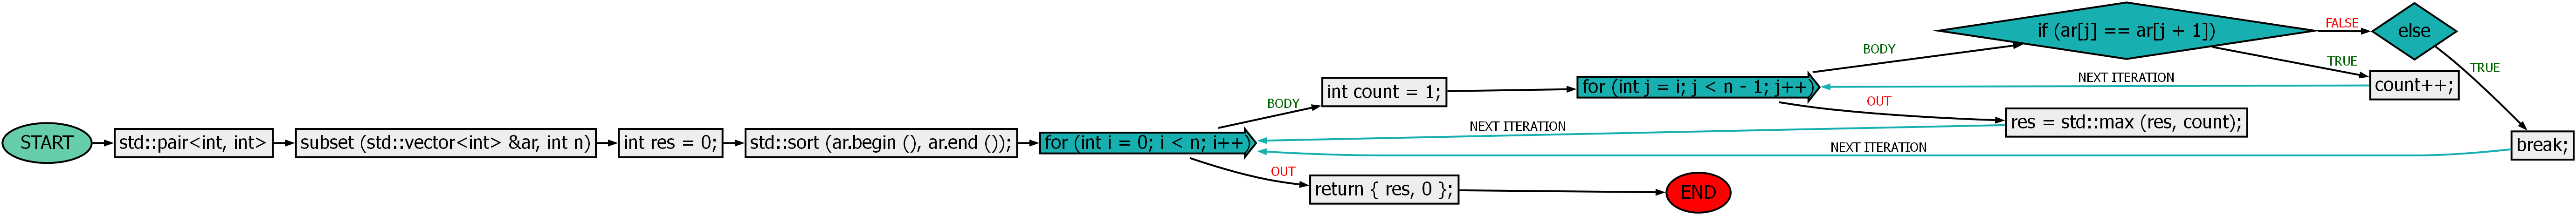 START
std::pair<int, int>
subset (std::vector<int> &ar, int n)
int res = 0;
std::sort (ar.begin (), ar.end ());
for (int i = 0; i < n; i++)
BODY
int count = 1;
for (int j = i; j < n - 1; j++)
BODY
if (ar[j] == ar[j + 1])
FALSE
else
TRUE
count++;
NEXT ITERATION
TRUE
break;
OUT
res = std::max (res, count);
NEXT ITERATION
NEXT ITERATION
OUT
return { res, 0 };
END